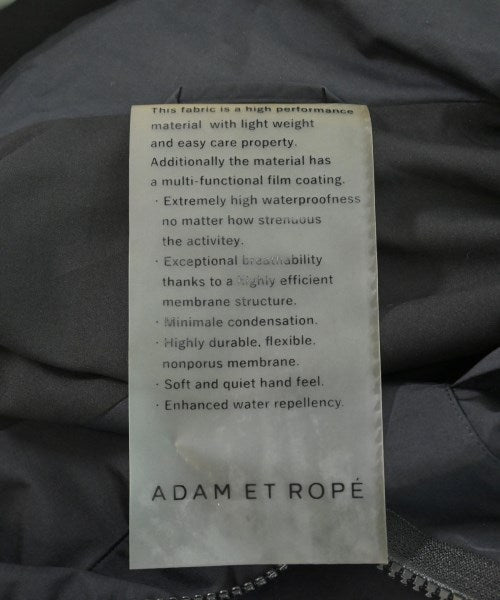 This fabric is a high performance
material with light weight
and easy care property.
Additionally the material has
a multi-functional film coating.
· Extremely high waterproofness
no matter how strenuous
the activitey.
· Exceptional breathability
thanks to a highly efficient
membrane structure.
· Minimale condensation.
· Highly durable, flexible,
nonporus membrane.
· Soft and quiet hand feel.
· Enhanced water repellency.
ADAM ET ROPÉ